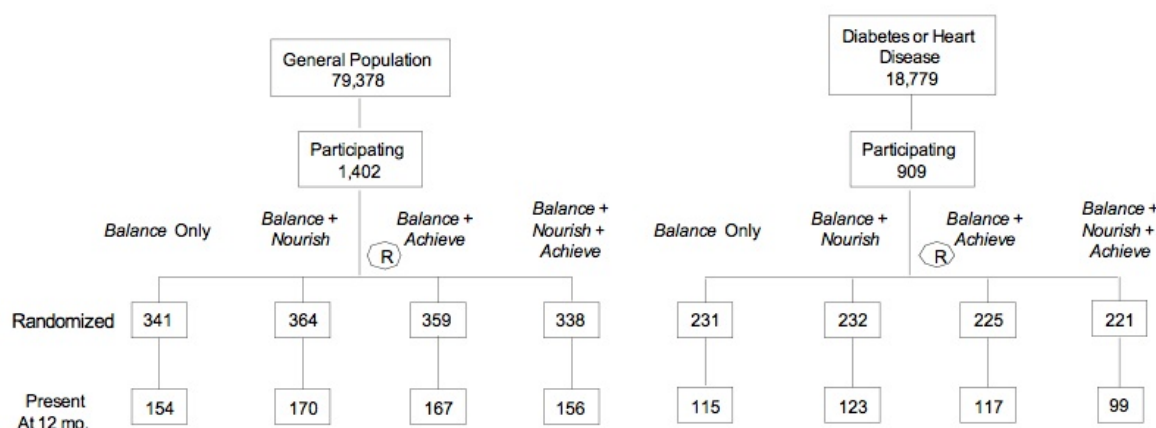 General Population
79,378
Diabetes or Heart
Disease
18,779
Participating
1,402
Participating
909
Balance Only
Balance +
Nourish
Balance +
Achieve
Balance +
Nourish +
Achieve
Balance Only
Balance +
Nourish
Balance +
Achieve
Balance +
Nourish +
Achieve
R
R
Randomized
341
364
359
338
231
232
225
221
Present
At 12 mo.
154
170
167
156
115
123
117
99